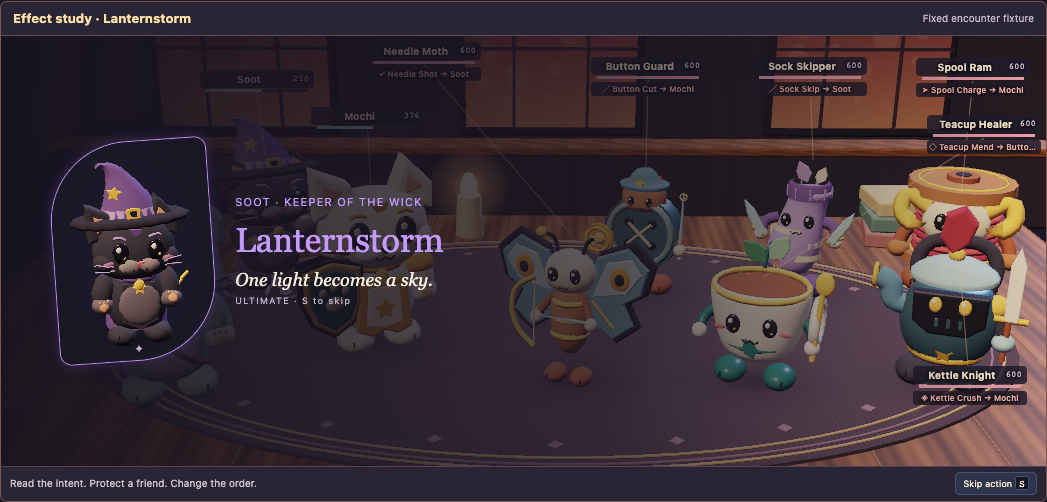 Effect study · Lanternstorm
Fixed encounter fixture
Needle Moth 600
✓ Needle Shot → Soot
Soot 210
Mochi 376
Button Guard 600
⟋ Button Cut → Mochi
Sock Skipper 600
⟋ Sock Skip → Soot
Spool Ram 600
➤ Spool Charge → Mochi
Teacup Healer 600
◇ Teacup Mend → Butto...
SOOT · KEEPER OF THE WICK
Lanternstorm
One light becomes a sky.
ULTIMATE · S to skip
Kettle Knight 600
◈ Kettle Crush → Mochi
Read the intent. Protect a friend. Change the order.
Skip action S